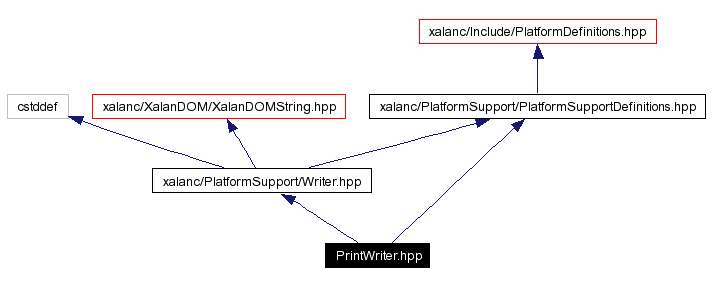 xalanc/Include/PlatformDefinitions.hpp
cstddef
xalanc/XalanDOM/XalanDOMString.hpp
xalanc/PlatformSupport/PlatformSupportDefinitions.hpp
xalanc/PlatformSupport/Writer.hpp
PrintWriter.hpp